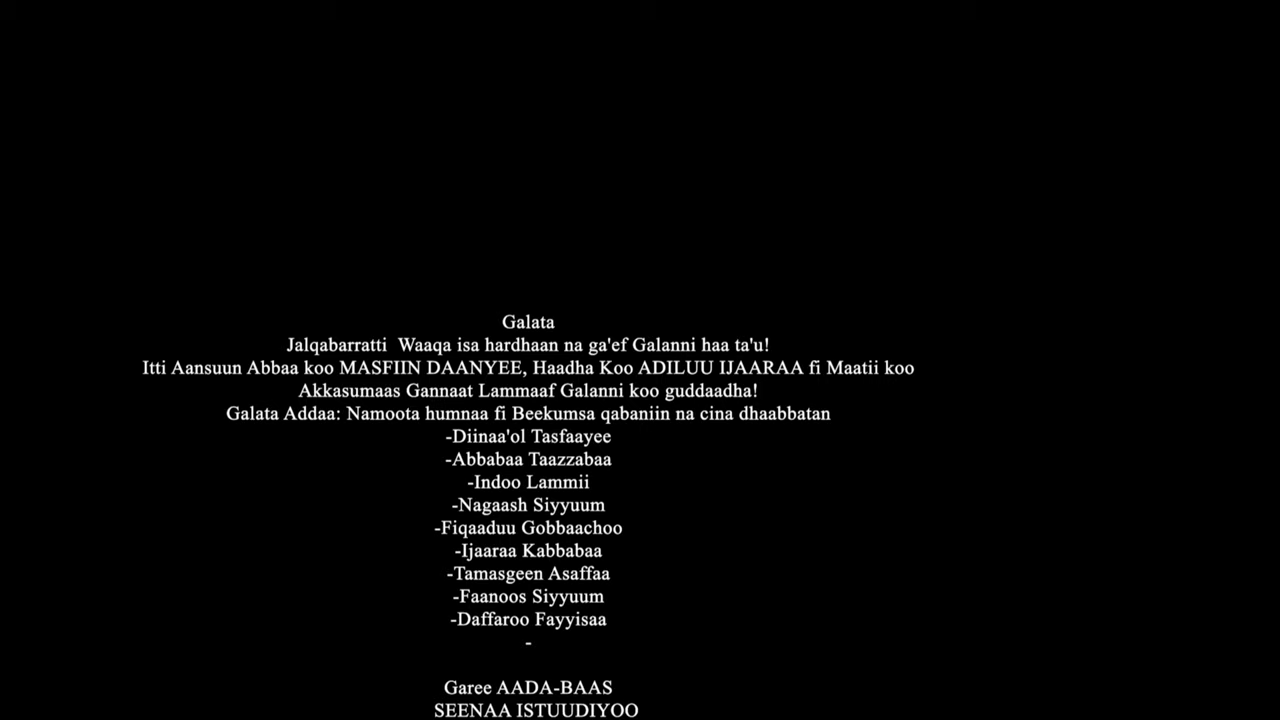 Galata
Jalqabarratti Waaqa isa hardhaan na ga'ef Galanni haa ta'u!
Itti Aansuun Abbaa koo MASFIIN DAANYEE, Haadha Koo ADILUU IJAARAA fi Maatii koo
Akkasumaas Gannaat Lammaaf Galanni koo guddaadha!
Galata Addaa: Namoota humnaa fi Beekumsa qabaniin na cina dhaabbatan
-Diinaa'ol Tasfaayee
-Abbabaa Taazzabaa
-Indoo Lammii
-Nagaash Siyyuum
-Fiqaaduu Gobbaachoo
-Ijaaraa Kabbabaa
-Tamasgeen Asaffaa
-Faanoos Siyyuum
-Daffaroo Fayyisaa
-
Garee AADA-BAAS
SEENAA ISTUUDIYOO